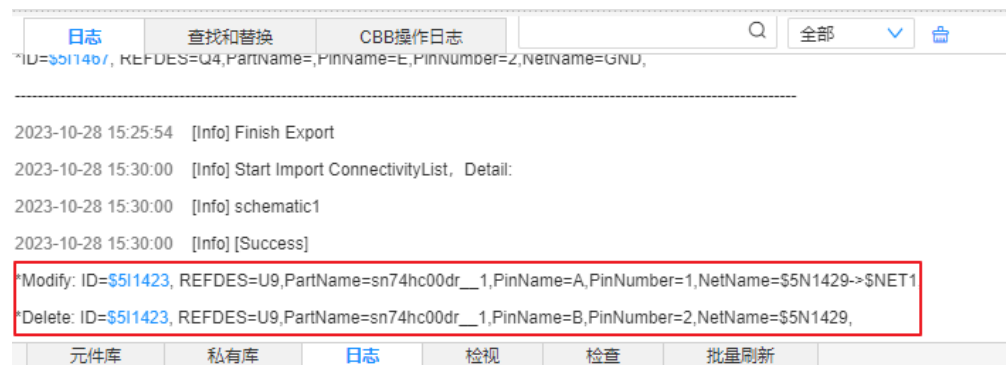 日志 查找和替换 CBB操作日志 全部
*ID=$5I1467, REFDES=Q4,PartName=,PinName=E,PinNumber=2,NetName=GND,
--------------------------------------------------------------------------------
2023-10-28 15:25:54 [Info] Finish Export
2023-10-28 15:30:00 [Info] Start Import ConnectivityList，Detail:
2023-10-28 15:30:00 [Info] schematic1
2023-10-28 15:30:00 [Info] [Success]
*Modify: ID=$5I1423, REFDES=U9,PartName=sn74hc00dr__1,PinName=A,PinNumber=1,NetName=$5N1429->$NET1
*Delete: ID=$5I1423, REFDES=U9,PartName=sn74hc00dr__1,PinName=B,PinNumber=2,NetName=$5N1429,
元件库 私有库 日志 检视 检查 批量刷新